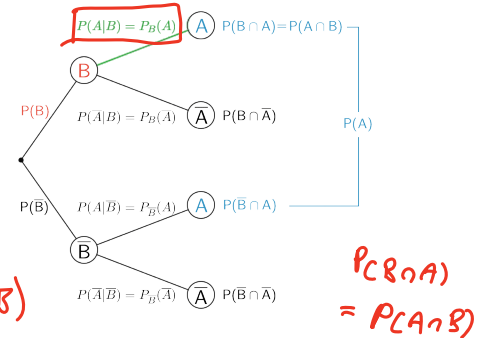 P(A|B) = P_B(A) A P(B∩A)=P(A∩B)
B
P(B)
P(A̅|B) = P_B(A) A̅ P(B∩A̅)
P(A)
P(B̅)
P(A|B̅) = P_B̅(A) A P(B̅∩A)
B̅
P(A̅|B̅) = P_B̅(A̅) A̅ P(B̅∩A̅)
B)
P(B∩A)
= P(A∩B)